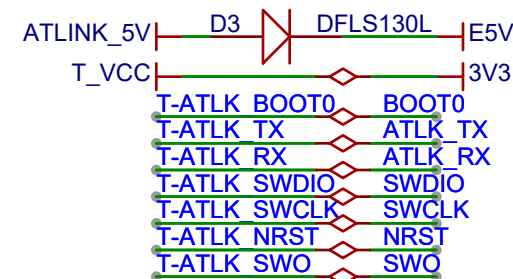 ATLINK_5V D3 DFLS130L E5V
T_VCC 3V3
T-ATLK_BOOT0 BOOT0
T-ATLK_TX ATLK_TX
T-ATLK_RX ATLK_RX
T-ATLK_SWDIO SWDIO
T-ATLK_SWCLK SWCLK
T-ATLK_NRST NRST
T-ATLK_SWO SWO